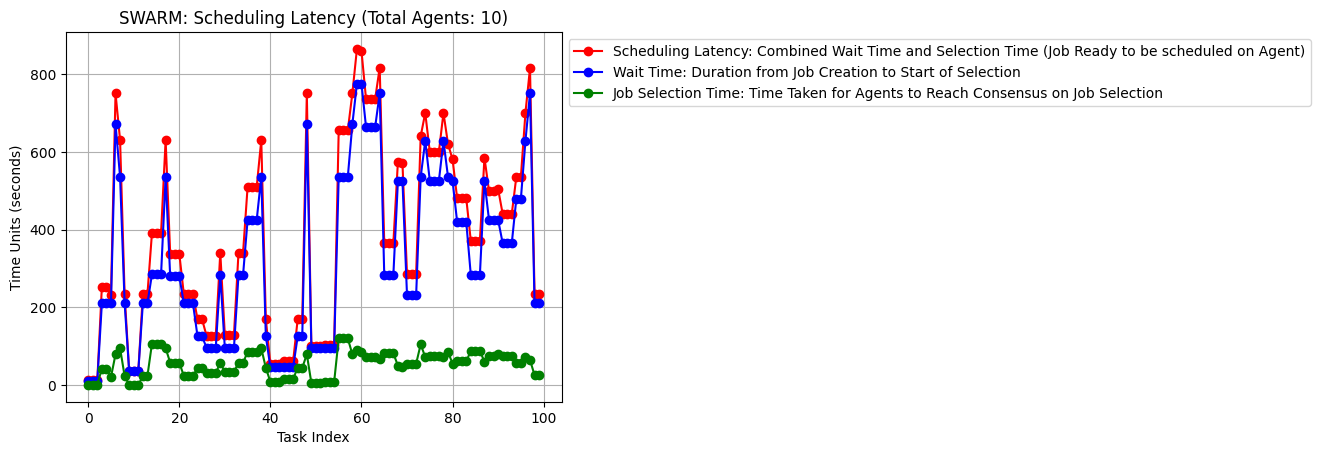 SWARM: Scheduling Latency (Total Agents: 10)
Scheduling Latency: Combined Wait Time and Selection Time (Job Ready to be scheduled on Agent)
Wait Time: Duration from Job Creation to Start of Selection
Job Selection Time: Time Taken for Agents to Reach Consensus on Job Selection
Time Units (seconds)
800
600
400
200
0
0 20 40 60 80 100
Task Index